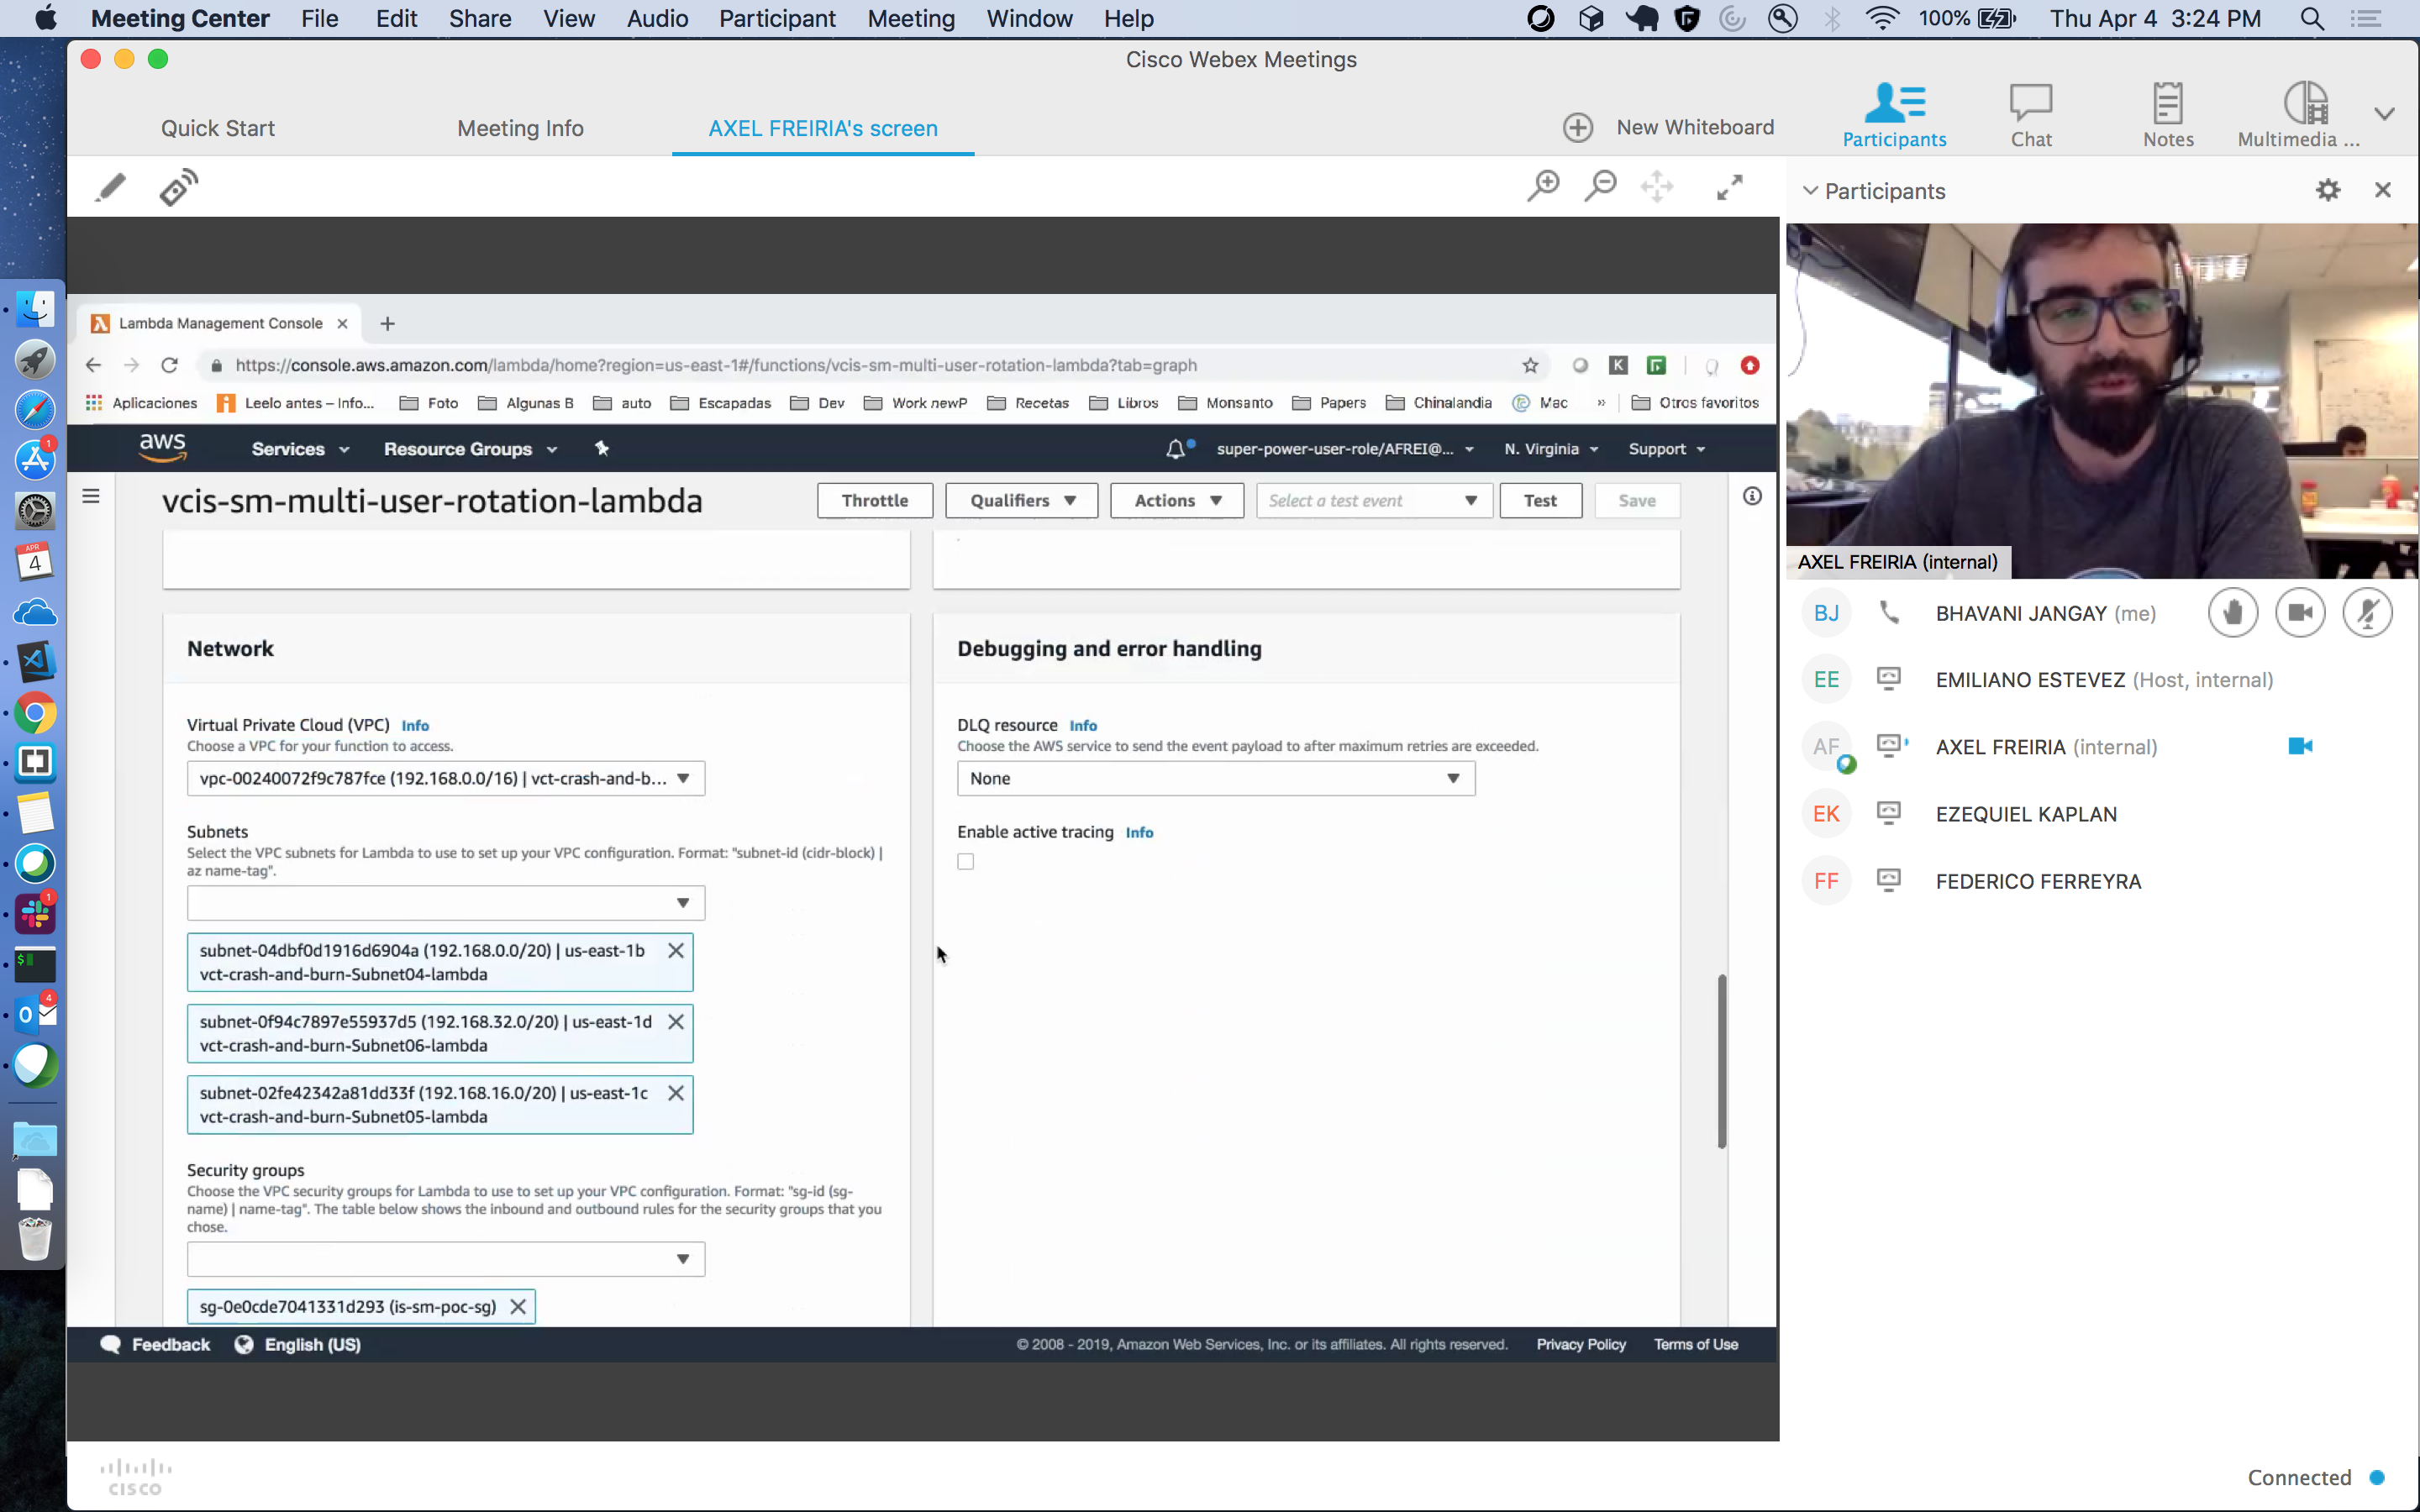 Meeting Center File Edit Share View Audio Participant Meeting Window Help 100% Thu Apr 4 3:24 PM
Cisco Webex Meetings
Quick Start Meeting Info AXEL FREIRIA's screen New Whiteboard Participants Chat Notes Multimedia ...
Participants
Lambda Management Console
https://console.aws.amazon.com/lambda/home?region=us-east-1#/functions/vcis-sm-multi-user-rotation-lambda?tab=graph
K
Aplicaciones Leelo antes – Info... Foto Algunas B auto Escapadas Dev Work newP Recetas Libros Monsanto Papers Chinalandia Mac » Otros favoritos
aws Services Resource Groups super-power-user-role/AFREI@... N. Virginia Support
vcis-sm-multi-user-rotation-lambda Throttle Qualifiers Actions Select a test event Test Save
Network
Virtual Private Cloud (VPC) Info
Choose a VPC for your function to access.
vpc-00240072f9c787fce (192.168.0.0/16) | vct-crash-and-b...
Subnets
Select the VPC subnets for Lambda to use to set up your VPC configuration. Format: "subnet-id (cidr-block) |
az name-tag".
subnet-04dbf0d1916d6904a (192.168.0.0/20) | us-east-1b
vct-crash-and-burn-Subnet04-lambda
subnet-0f94c7897e55937d5 (192.168.32.0/20) | us-east-1d
vct-crash-and-burn-Subnet06-lambda
subnet-02fe42342a81dd33f (192.168.16.0/20) | us-east-1c
vct-crash-and-burn-Subnet05-lambda
Security groups
Choose the VPC security groups for Lambda to use to set up your VPC configuration. Format: "sg-id (sg-
name) | name-tag". The table below shows the inbound and outbound rules for the security groups that you
chose.
sg-0e0cde7041331d293 (is-sm-poc-sg)
Debugging and error handling
DLQ resource Info
Choose the AWS service to send the event payload to after maximum retries are exceeded.
None
Enable active tracing Info
Feedback English (US) © 2008 - 2019, Amazon Web Services, Inc. or its affiliates. All rights reserved. Privacy Policy Terms of Use
AXEL FREIRIA (internal)
BJ BHAVANI JANGAY (me)
EE EMILIANO ESTEVEZ (Host, internal)
AF AXEL FREIRIA (internal)
EK EZEQUIEL KAPLAN
FF FEDERICO FERREYRA
1
APR
4
1
$
4
O
CISCO
Connected